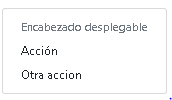 Encabezado desplegable
Acción
Otra accion